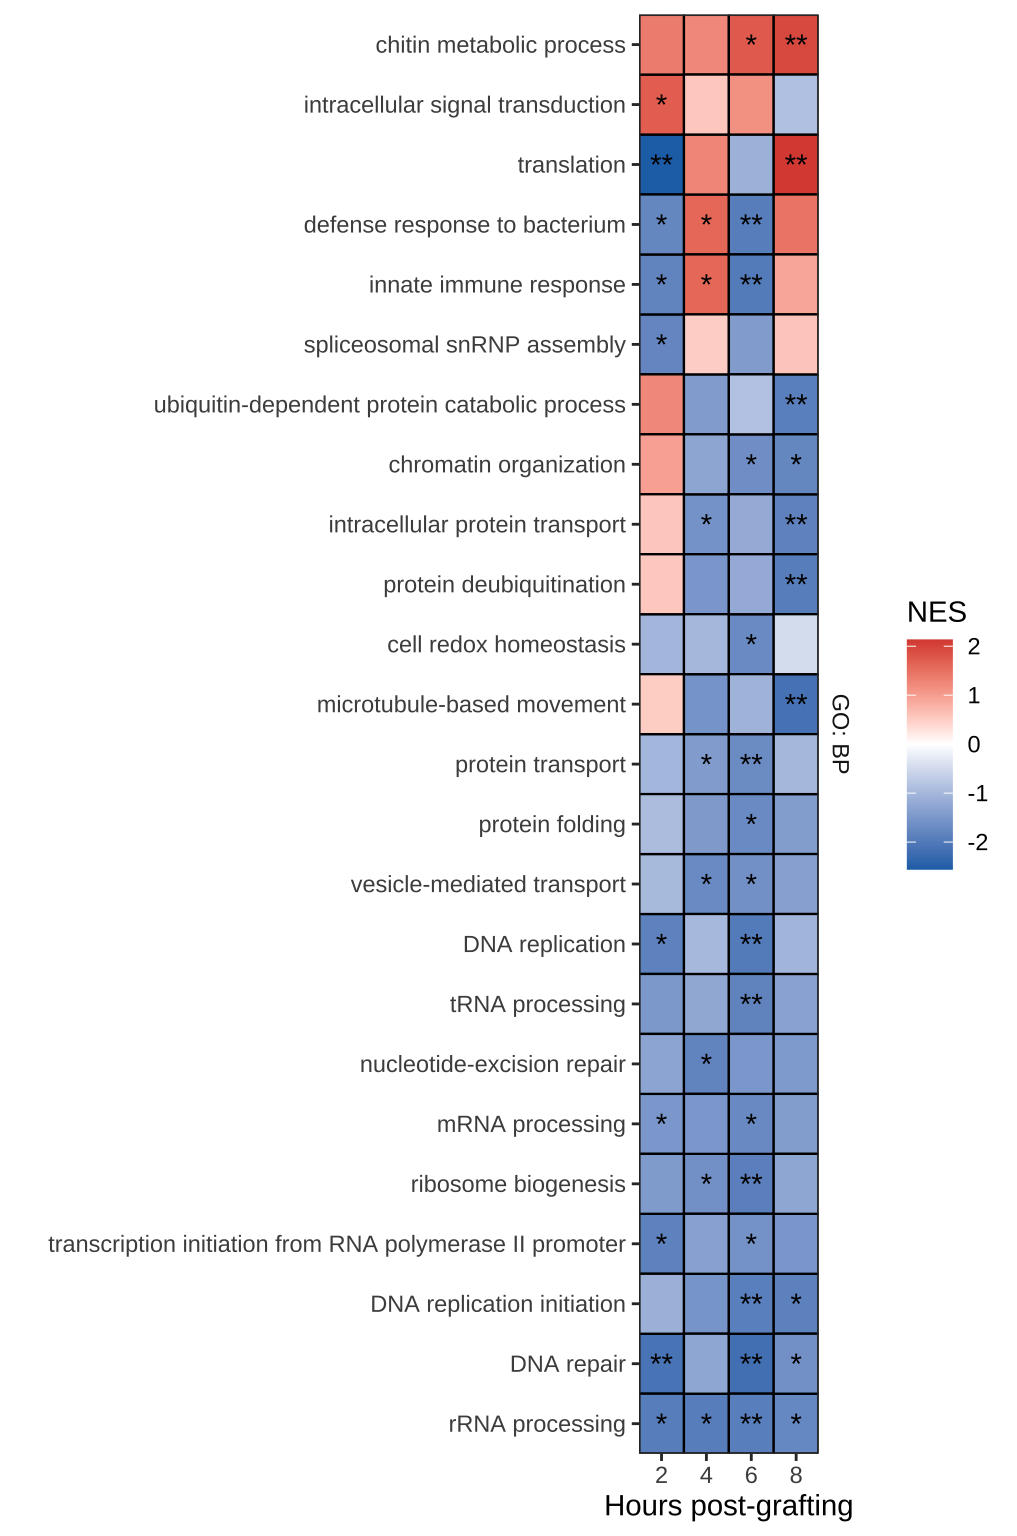 chitin metabolic process * **
intracellular signal transduction *
translation ** **
defense response to bacterium * * **
innate immune response * * **
spliceosomal snRNP assembly *
ubiquitin-dependent protein catabolic process **
chromatin organization * *
intracellular protein transport * **
protein deubiquitination **
cell redox homeostasis *
microtubule-based movement **
protein transport * **
protein folding *
vesicle-mediated transport * *
DNA replication * **
tRNA processing **
nucleotide-excision repair *
mRNA processing * *
ribosome biogenesis * **
transcription initiation from RNA polymerase II promoter * *
DNA replication initiation ** *
DNA repair ** ** *
rRNA processing * * ** *
2 4 6 8
Hours post-grafting
GO: BP
NES
2
1
0
-1
-2